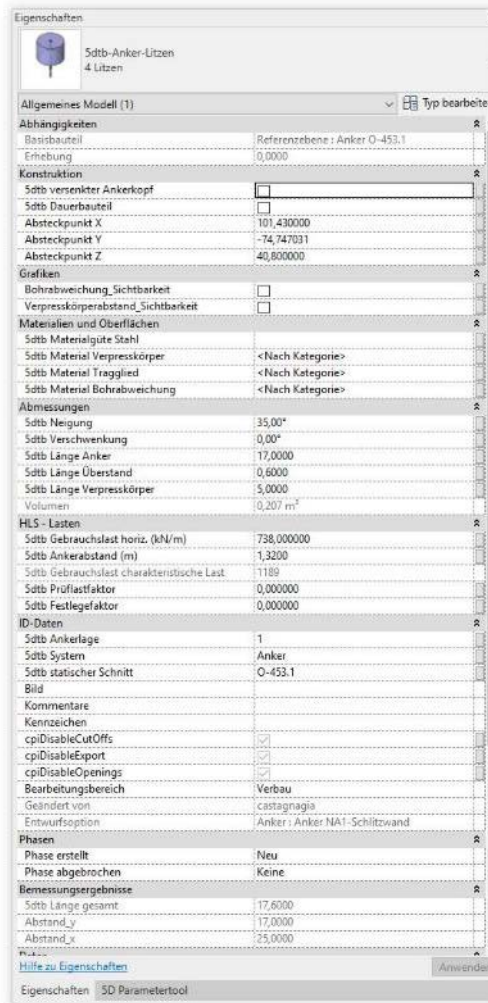 Eigenschaften
5dtb-Anker-Litzen
4 Litzen
Allgemeines Modell (1) Typ bearbeite
Abhängigkeiten
Basisbauteil Referenzebene : Anker O-453.1
Erhebung 0,0000
Konstruktion
5dtb versenkter Ankerkopf
5dtb Dauerbauteil
Absteckpunkt X 101,430000
Absteckpunkt Y -74,747031
Absteckpunkt Z 40,800000
Grafiken
Bohrabweichung_Sichtbarkeit
Verpresskörperabstand_Sichtbarkeit
Materialien und Oberflächen
5dtb Materialgüte Stahl
5dtb Material Verpresskörper <Nach Kategorie>
5dtb Material Tragglied <Nach Kategorie>
5dtb Material Bohrabweichung <Nach Kategorie>
Abmessungen
5dtb Neigung 35,00°
5dtb Verschwenkung 0,00°
5dtb Länge Anker 17,0000
5dtb Länge Überstand 0,6000
5dtb Länge Verpresskörper 5,0000
Volumen 0,207 m³
HLS - Lasten
5dtb Gebrauchslast horiz. (kN/m) 738,000000
5dtb Ankerabstand (m) 1,3200
5dtb Gebrauchslast charakteristische Last 1189
5dtb Prüflastfaktor 0,000000
5dtb Festlegefaktor 0,000000
ID-Daten
5dtb Ankerlage 1
5dtb System Anker
5dtb statischer Schnitt O-453.1
Bild
Kommentare
Kennzeichen
cpiDisableCutOffs
cpiDisableExport
cpiDisableOpenings
Bearbeitungsbereich Verbau
Geändert von castagnagia
Entwurfsoption Anker : Anker NA1-Schlitzwand
Phasen
Phase erstellt Neu
Phase abgebrochen Keine
Bemessungsergebnisse
5dtb Länge gesamt 17,6000
Abstand_y 17,0000
Abstand_x 25,0000
Daten
Hilfe zu Eigenschaften Anwenden
Eigenschaften 5D Parametertool